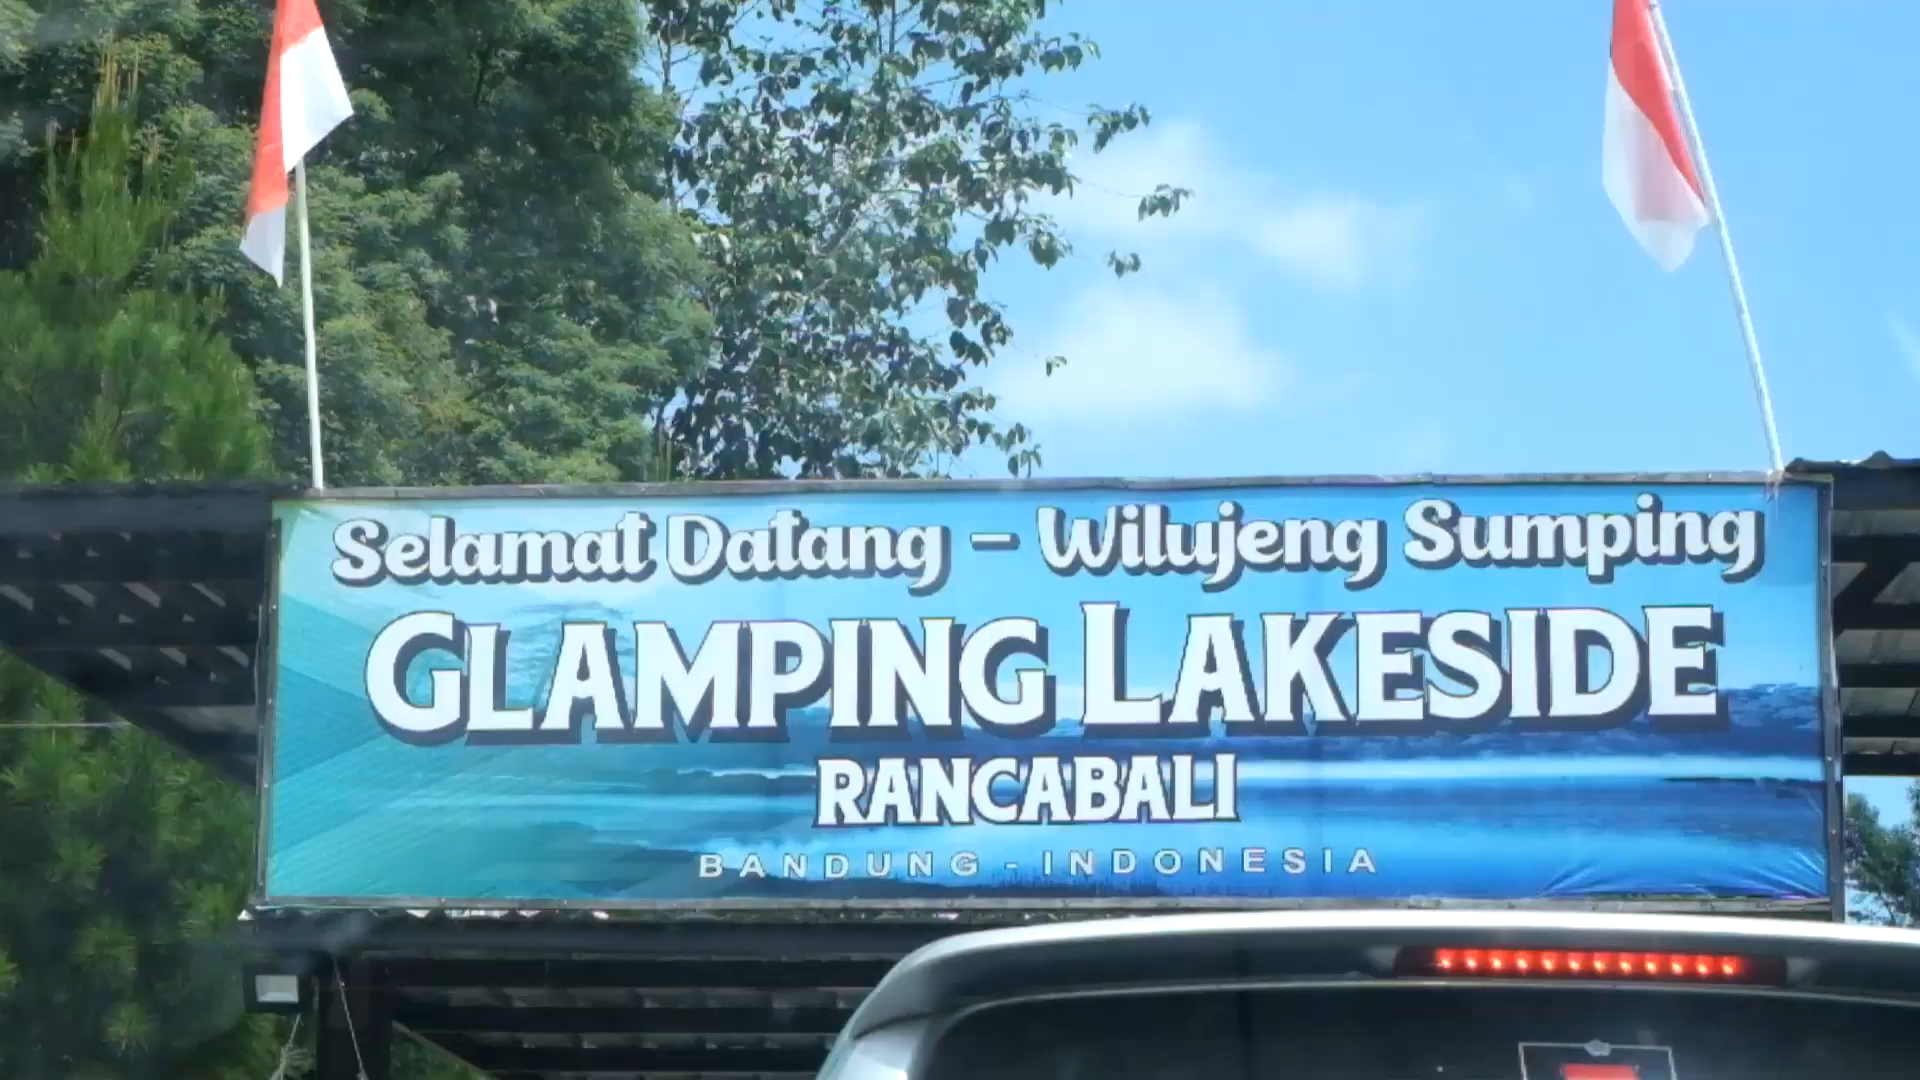 Selamat Datang - Wilujeng Sumping
GLAMPING LAKESIDE
RANCABALI
BANDUNG - INDONESIA